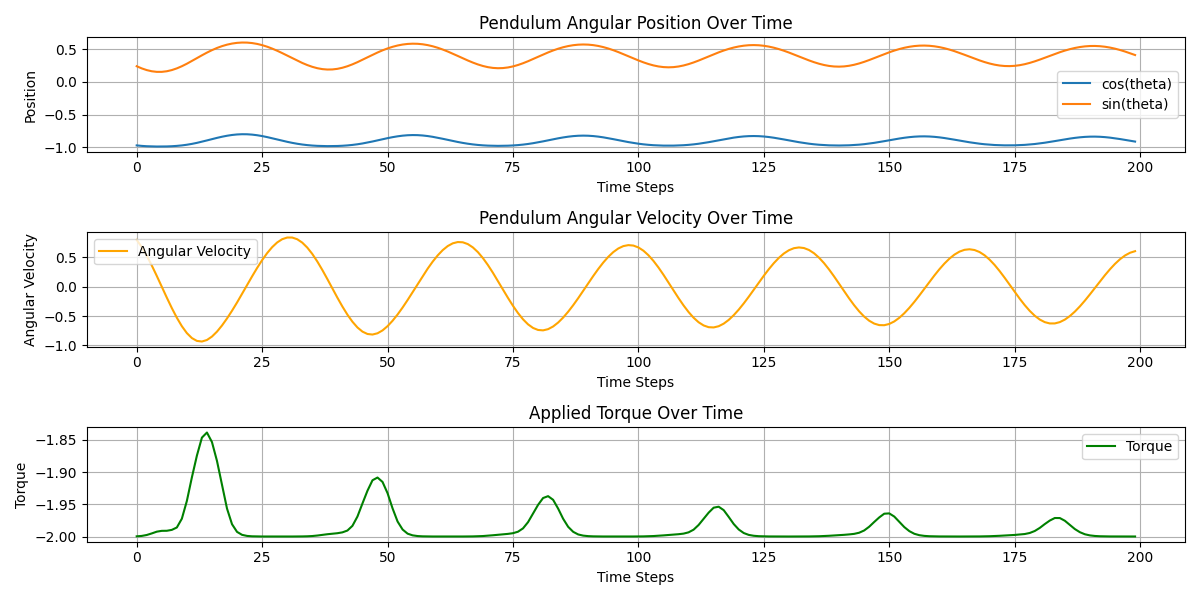 Pendulum Angular Position Over Time
Position
0.5
0.0
−0.5
−1.0
cos(theta)
sin(theta)
0 25 50 75 100 125 150 175 200
Time Steps
Pendulum Angular Velocity Over Time
Angular Velocity
0.5
0.0
−0.5
−1.0
Angular Velocity
0 25 50 75 100 125 150 175 200
Time Steps
Applied Torque Over Time
Torque
−1.85
−1.90
−1.95
−2.00
Torque
0 25 50 75 100 125 150 175 200
Time Steps